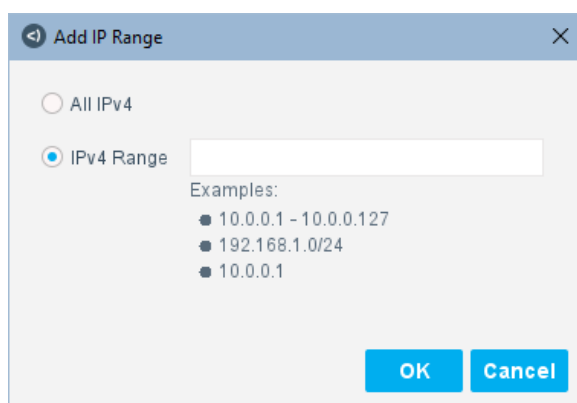 Add IP Range
All IPv4
IPv4 Range
Examples:
10.0.0.1 - 10.0.0.127
192.168.1.0/24
10.0.0.1
OK Cancel